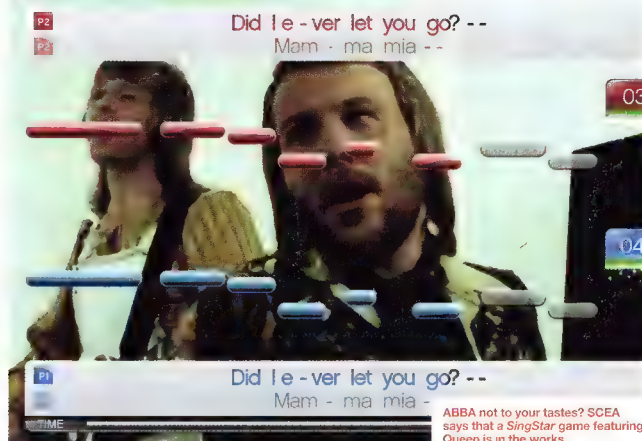 P2 Did I e - ver let you go? - -
P2 Mam - ma mia - -
03
04
P1 Did I e - ver let you go? - -
Mam - ma mia -
TIME
ABBA not to your tastes? SCEA
says that a SingStar game featuring
Queen is in the works.